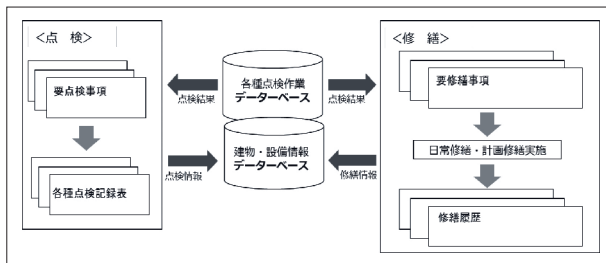 ＜点　検＞
要点検事項
各種点検記録表
点検結果
点検情報
各種点検作業
データーベース
建物・設備情報
データーベース
点検結果
修繕情報
＜修　繕＞
要修繕事項
日常修繕・計画修繕実施
修繕履歴